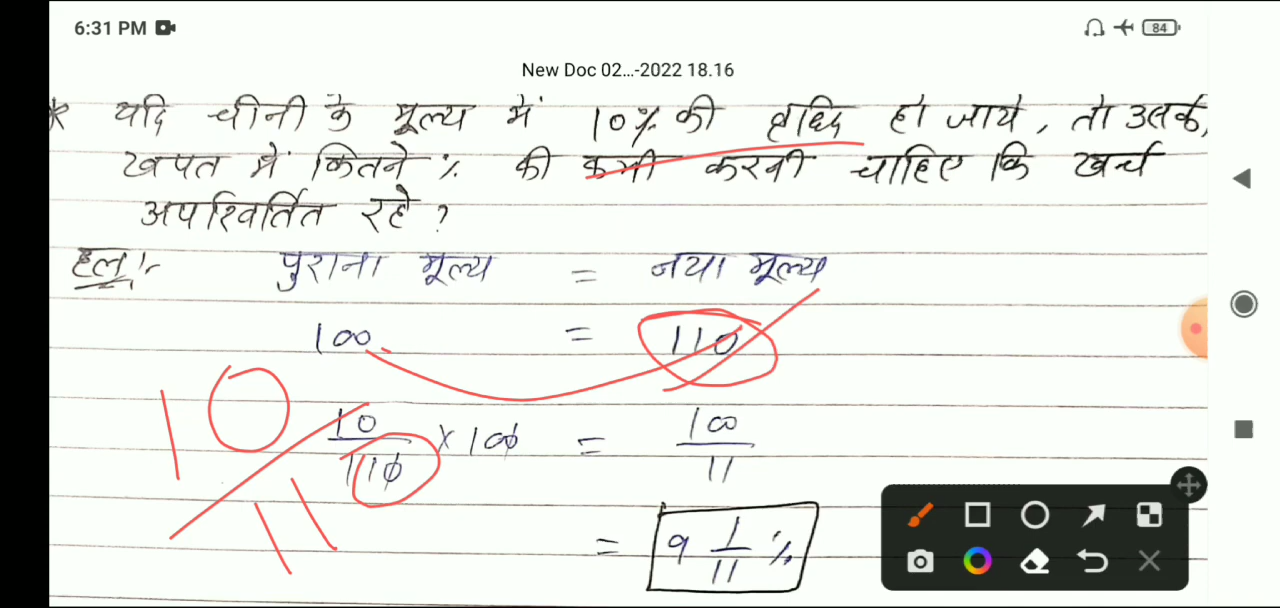 6:31 PM
84
New Doc 02...-2022 18.16
* यदि चीनी के मूल्य में 10% की वृध्दि हो जाये, तो उसके,
खपत में कितने % की कमी करनी चाहिए कि खर्च
अपरिवर्तित रहे ?
हल :- पुराना मूल्य = नया मूल्य
100 = 110
10/110 × 100 = 100/11
= 9 1/11 %
10/11